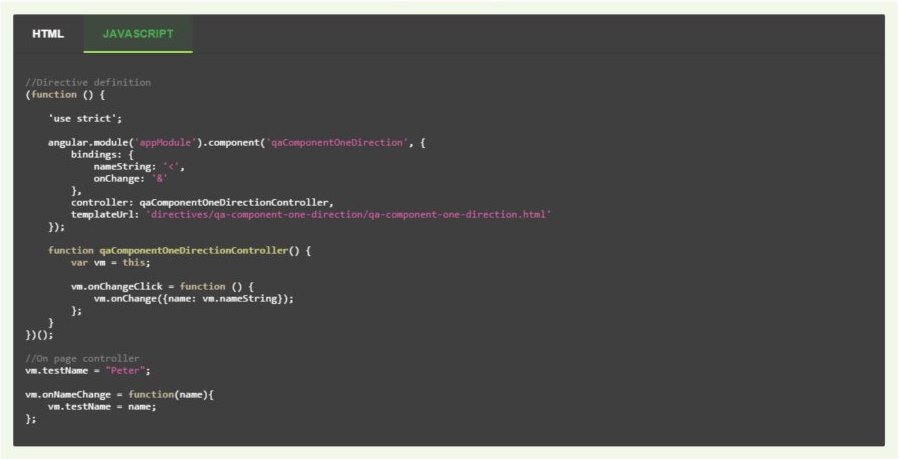 HTML JAVASCRIPT
//Directive definition
(function () {
'use strict';
angular.module('appModule').component('qaComponentOneDirection', {
bindings: {
nameString: '<',
onChange: '&'
},
controller: qaComponentOneDirectionController,
templateUrl: 'directives/qa-component-one-direction/qa-component-one-direction.html'
});
function qaComponentOneDirectionController() {
var vm = this;
vm.onChangeClick = function () {
vm.onChange({name: vm.nameString});
};
}
})();
//On page controller
vm.testName = "Peter";
vm.onNameChange = function(name){
vm.testName = name;
};